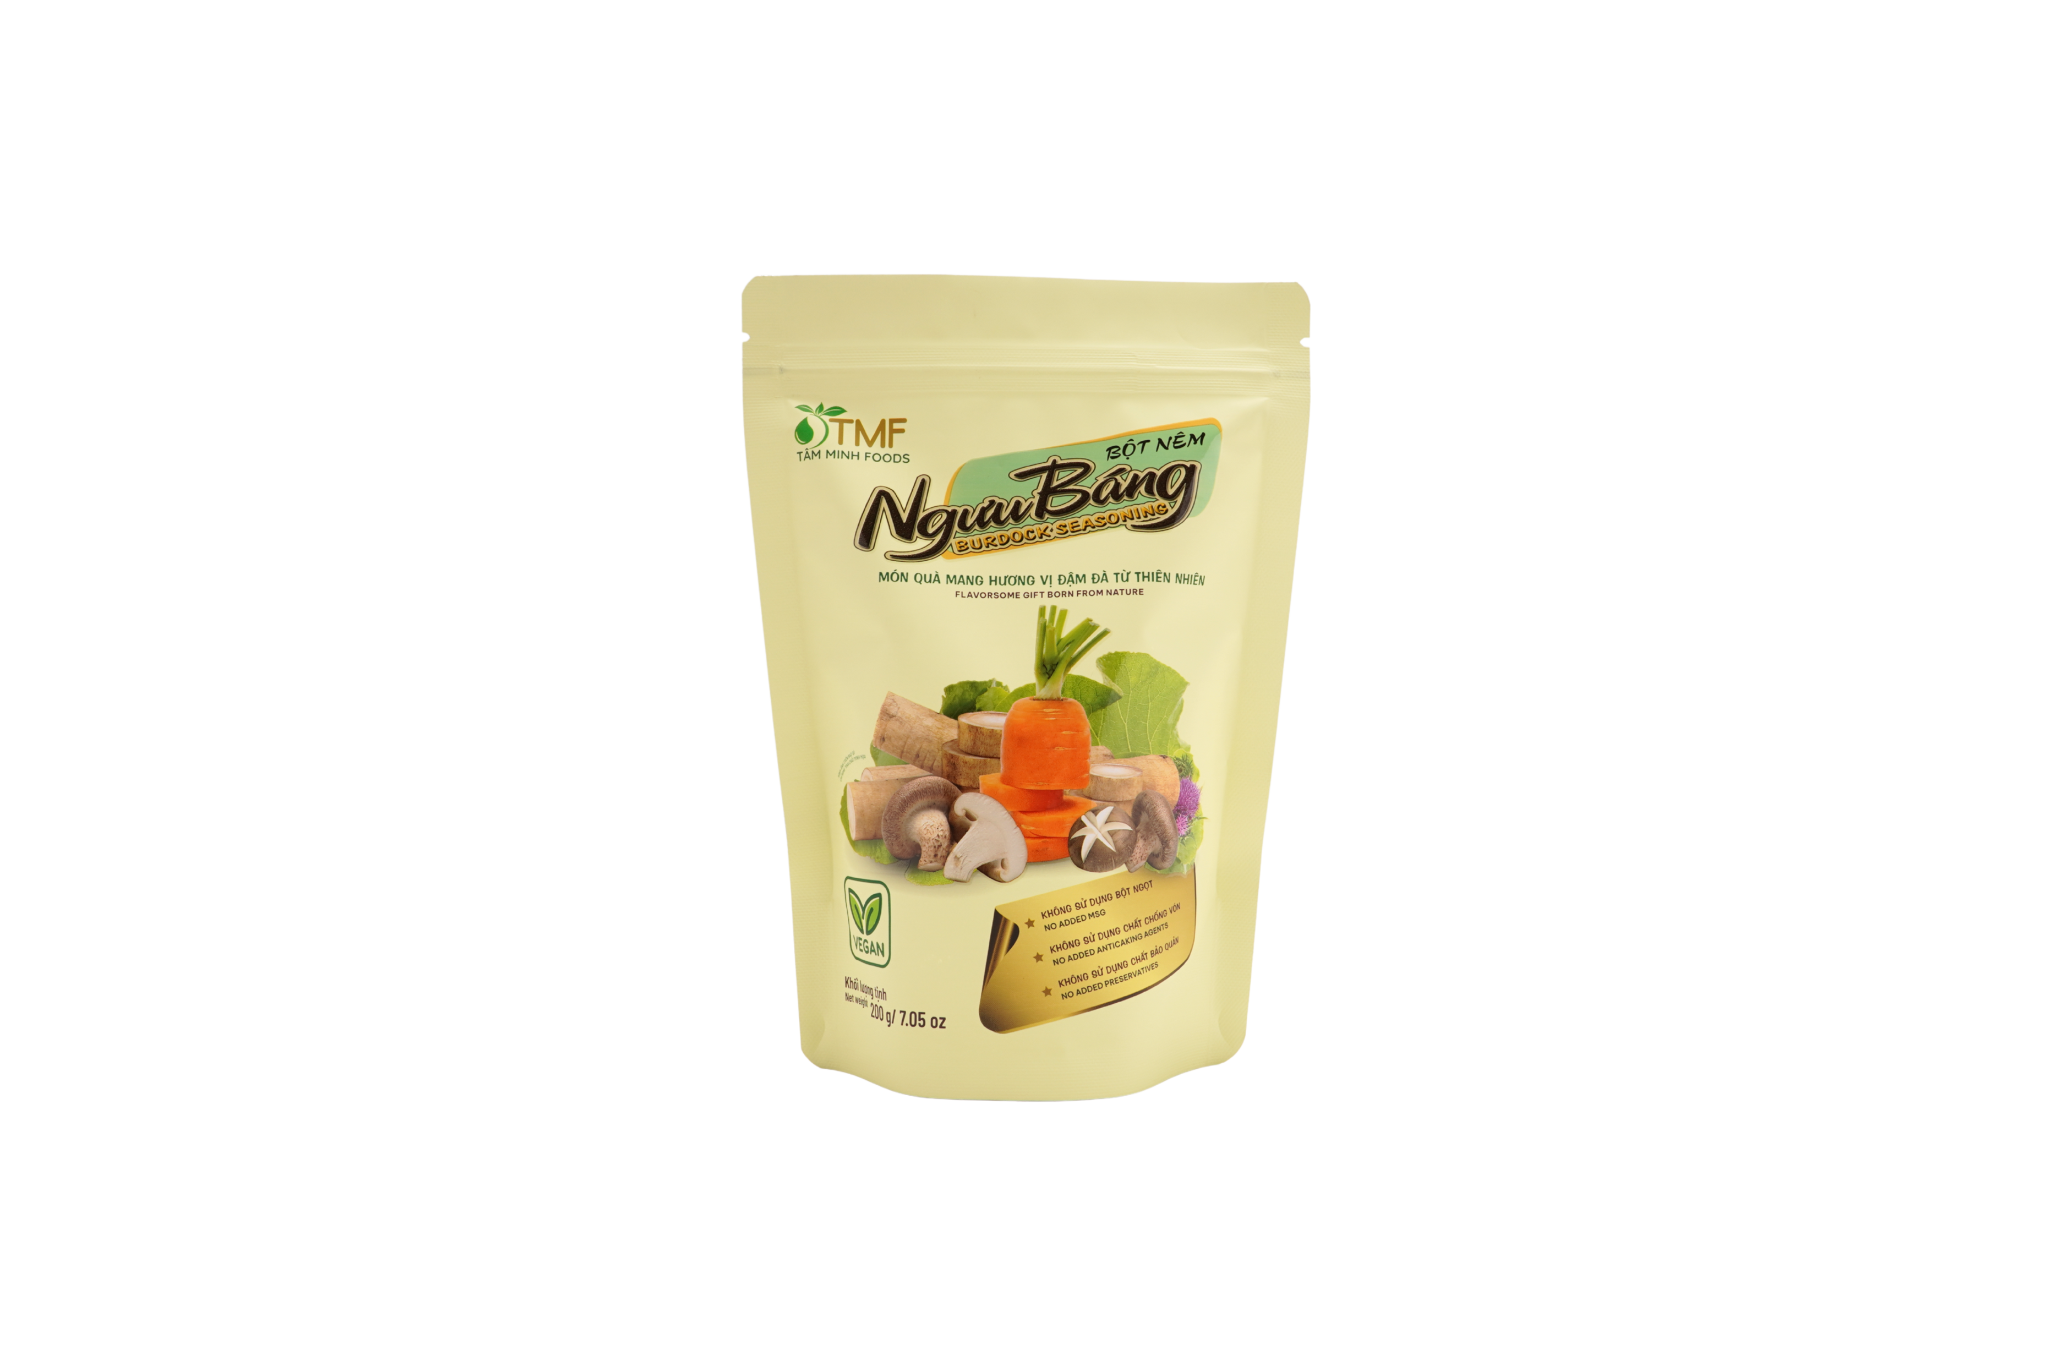 TMF
TÂM MINH FOODS
BỘT NÊM
Ngưu Báng
BURDOCK SEASONING
MÓN QUÀ MANG HƯƠNG VỊ ĐẬM ĐÀ TỪ THIÊN NHIÊN
FLAVORSOME GIFT BORN FROM NATURE
KHÔNG SỬ DỤNG BỘT NGỌT
NO ADDED MSG
KHÔNG SỬ DỤNG CHẤT CHỐNG VÓN
NO ADDED ANTICAKING AGENTS
KHÔNG SỬ DỤNG CHẤT BẢO QUẢN
NO ADDED PRESERVATIVES
VEGAN
Khối lượng tịnh
Net weight 200 g/ 7.05 oz